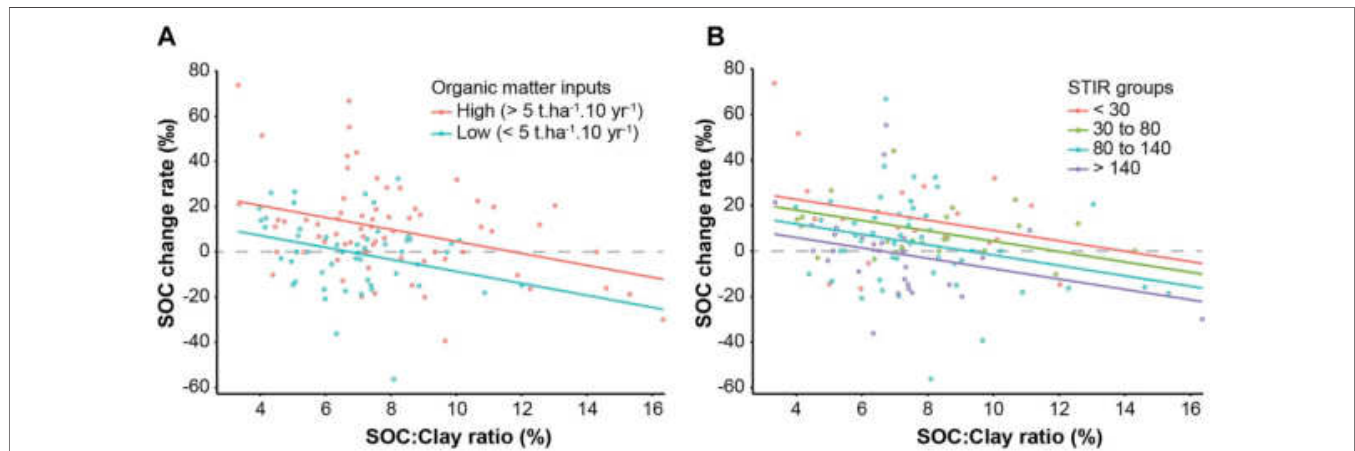 A
SOC change rate (‰)
80
60
40
20
0
-20
-40
-60
4 6 8 10 12 14 16
SOC:Clay ratio (%)
Organic matter inputs
High (> 5 t.ha⁻¹.10 yr⁻¹)
Low (< 5 t.ha⁻¹.10 yr⁻¹)
B
SOC change rate (‰)
80
60
40
20
0
-20
-40
-60
4 6 8 10 12 14 16
SOC:Clay ratio (%)
STIR groups
< 30
30 to 80
80 to 140
> 140